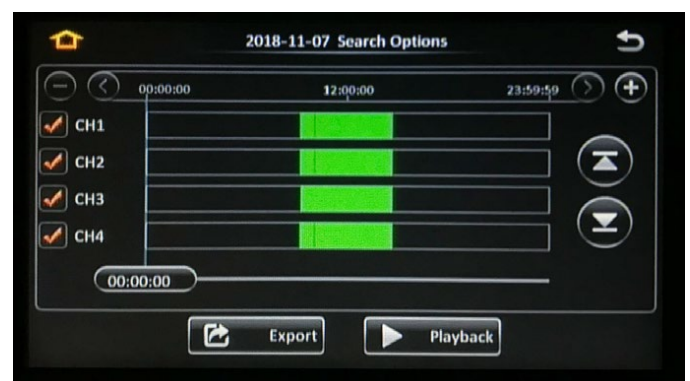 2018-11-07 Search Options
00:00:00 12:00:00 23:59:59
CH1
CH2
CH3
CH4
00:00:00
Export Playback